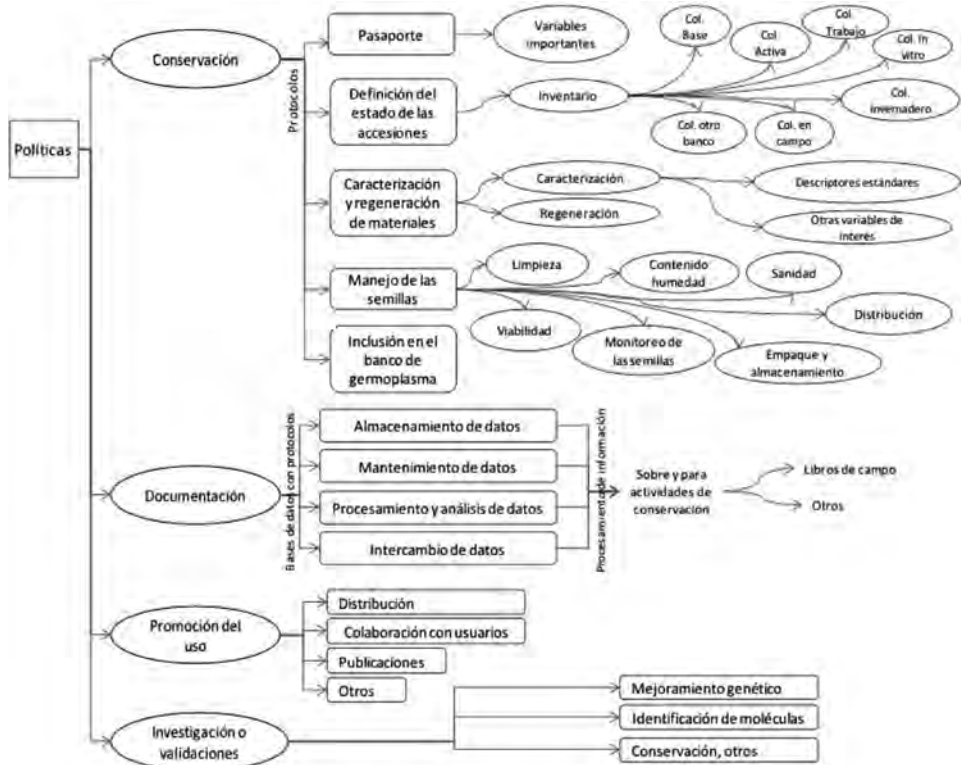 Políticas
Conservación
Protocolos
Pasaporte
Variables
importantes
Definición del
estado de las
accesiones
Inventario
Col.
Base
Col.
Activa
Col.
Trabajo
Col. In
vitro
Col.
invernadero
Col. otro
banco
Col. en
campo
Caracterización
y regeneración
de materiales
Caracterización
Regeneración
Descriptores estándares
Otras variables de
interés
Manejo de las
semillas
Limpieza
Contenido
humedad
Sanidad
Distribución
Viabilidad
Monitoreo de
las semillas
Empaque y
almacenamiento
Inclusión en el
banco de
germoplasma
Documentación
Bases de datos con protocolos
Almacenamiento de datos
Mantenimiento de datos
Procesamiento y análisis de datos
Intercambio de datos
Procesamiento de información
Sobre y para
actividades de
conservación
Libros de campo
Otros
Promoción del
uso
Distribución
Colaboración con usuarios
Publicaciones
Otros
Investigación o
validaciones
Mejoramiento genético
Identificación de moléculas
Conservación, otros